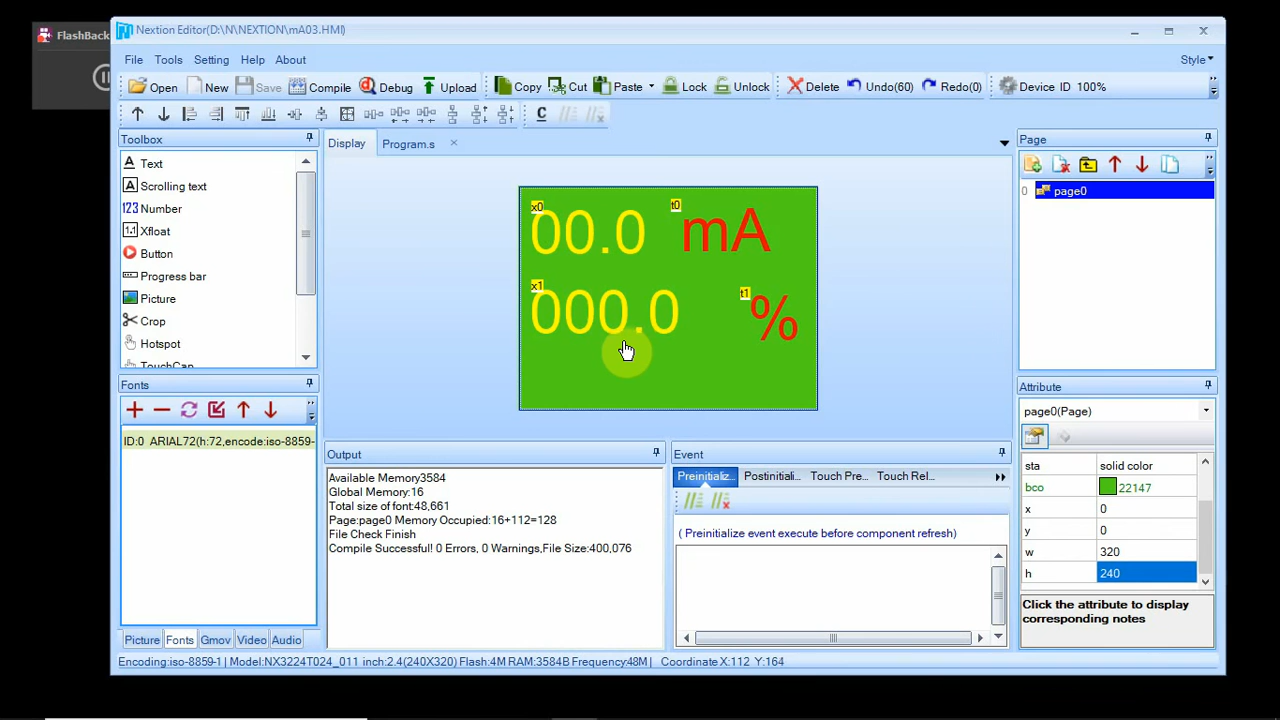 FlashBack
Nextion Editor(D:\N\NEXTION\mA03.HMI)
File Tools Setting Help About
Style
Open New Save Compile Debug Upload Copy Cut Paste Lock Unlock Delete Undo(60) Redo(0) Device ID 100%
C
Toolbox
Display Program.s
Page
A Text
A Scrolling text
123 Number
1.1 Xfloat
Button
Progress bar
Picture
Crop
Hotspot
TouchCap
x0 t0
00.0 mA
x1 t1
000.0 %
0 page0
Fonts
ID:0 ARIAL72(h:72,encode:iso-8859-
Picture Fonts Gmov Video Audio
Output
Available Memory3584
Global Memory:16
Total size of font:48,661
Page:page0 Memory Occupied:16+112=128
File Check Finish
Compile Successful! 0 Errors, 0 Warnings,File Size:400,076
Event
Preinitializ... Postinitiali... Touch Pre... Touch Rel...
( Preinitialize event execute before component refresh)
Attribute
page0(Page)
sta solid color
bco 22147
x 0
y 0
w 320
h 240
Click the attribute to display
corresponding notes
Encoding:iso-8859-1 Model:NX3224T024_011 inch:2.4(240X320) Flash:4M RAM:3584B Frequency:48M Coordinate X:112 Y:164